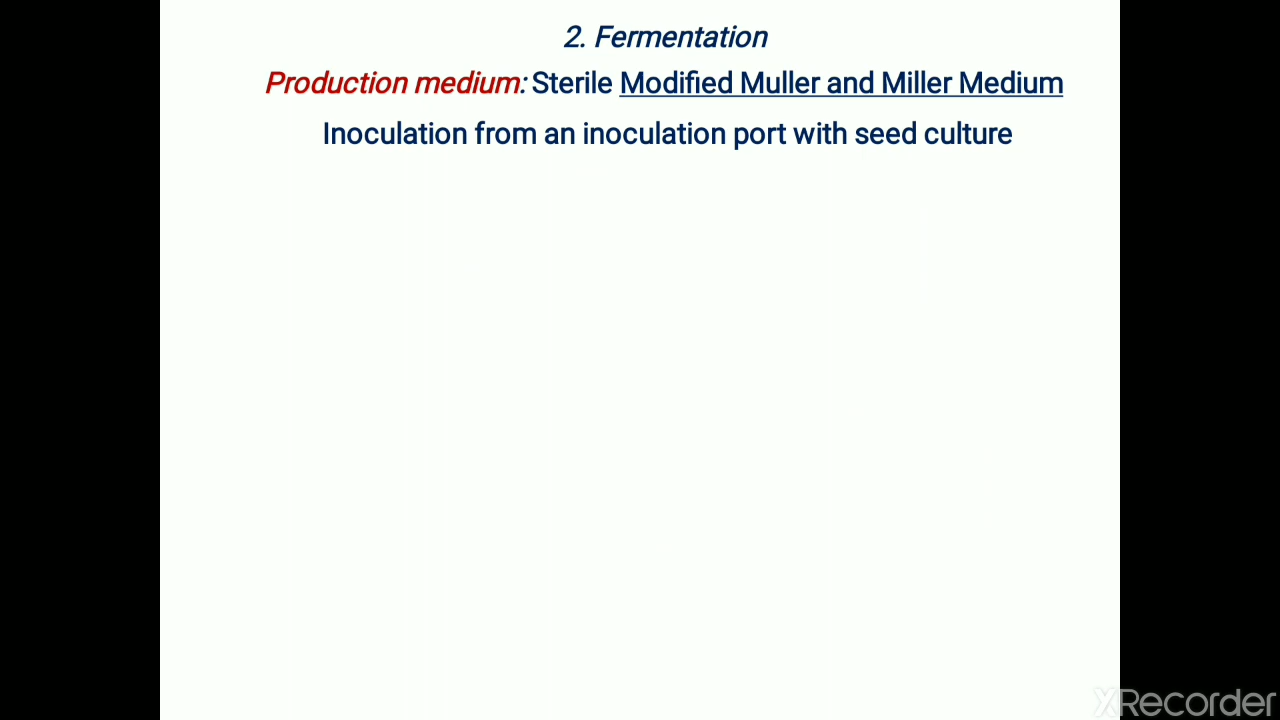 2. Fermentation
Production medium: Sterile Modified Muller and Miller Medium
Inoculation from an inoculation port with seed culture
XRecorder